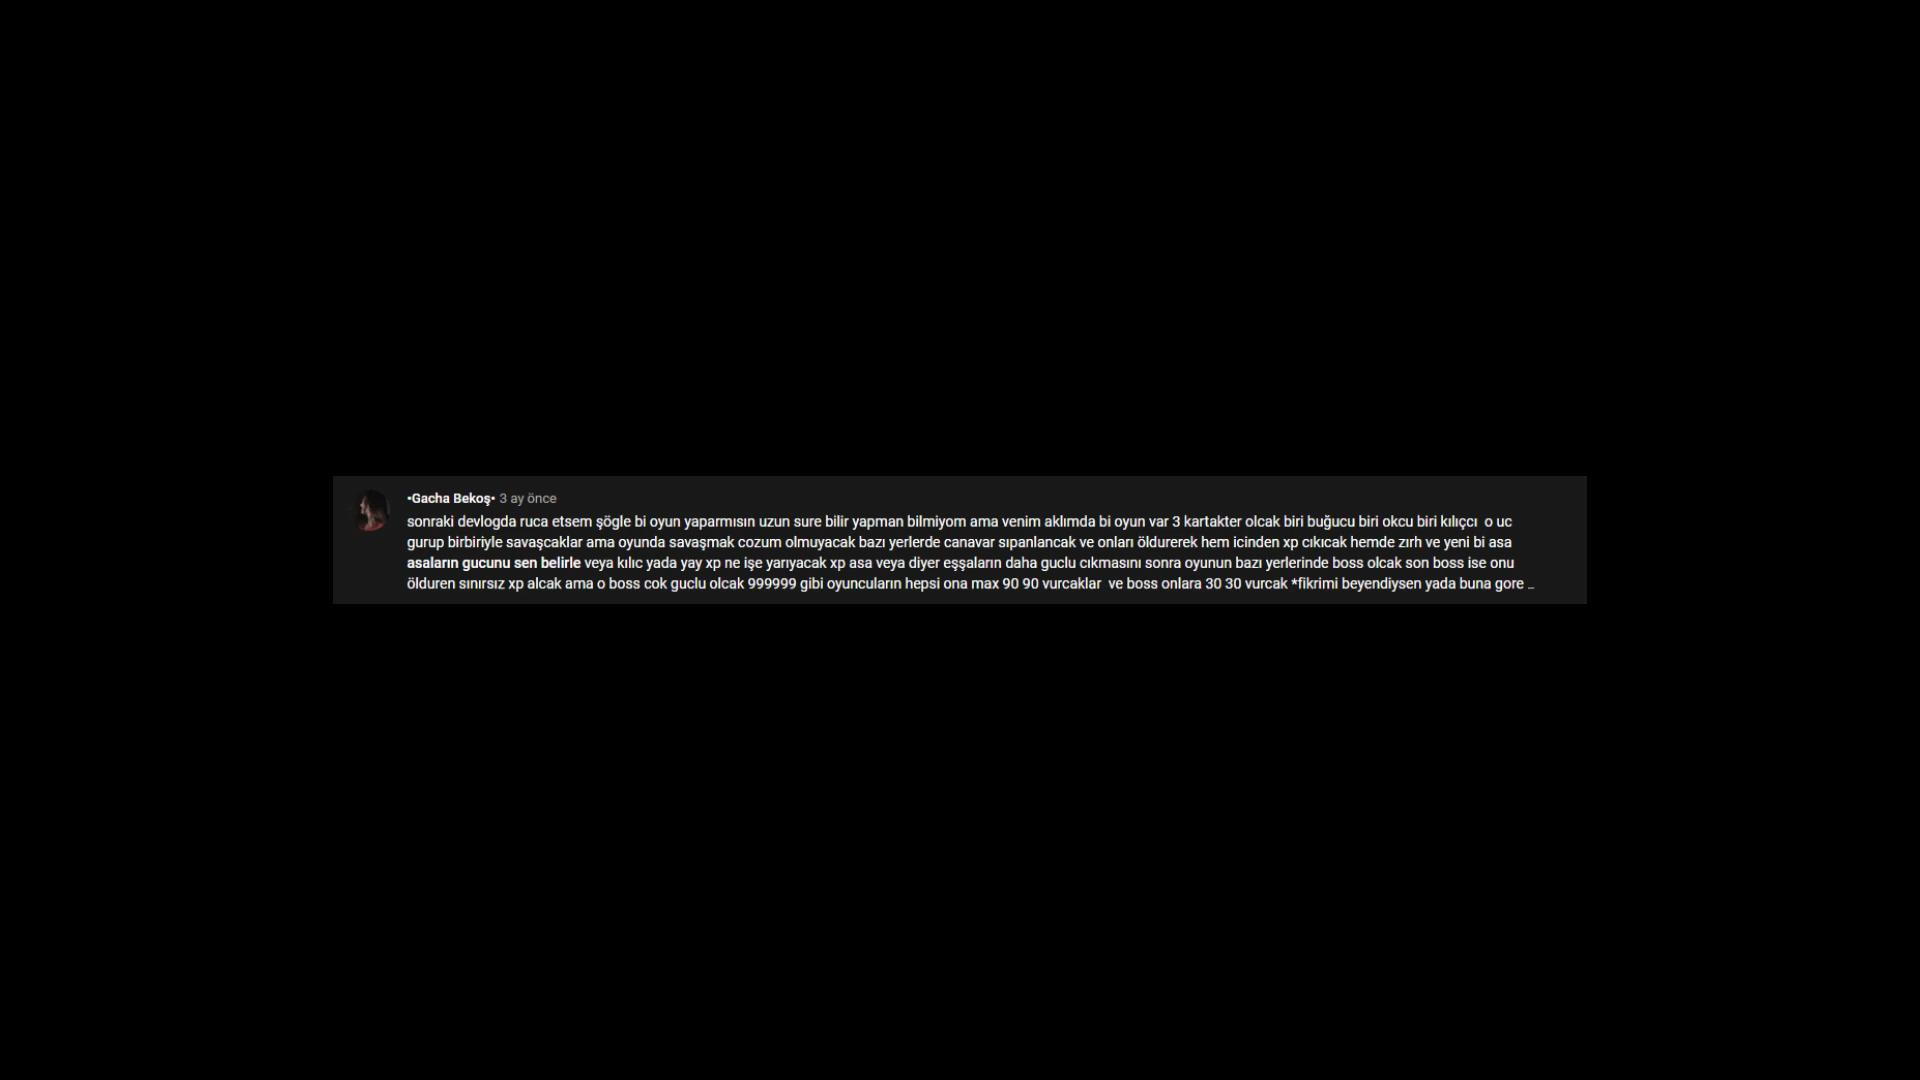 •Gacha Bekoş• 3 ay önce
sonraki devlogda ruca etsem şögle bi oyun yaparmısın uzun sure bilir yapman bilmiyom ama venim aklımda bi oyun var 3 kartakter olcak biri buğucu biri okcu biri kılıçcı o uc
gurup birbiriyle savaşcaklar ama oyunda savaşmak cozum olmuyacak bazı yerlerde canavar sıpanlancak ve onları öldurerek hem icinden xp cıkıcak hemde zırh ve yeni bi asa
asaların gucunu sen belirle veya kılıc yada yay xp ne işe yarıyacak xp asa veya diyer eşşaların daha guclu cıkmasını sonra oyunun bazı yerlerinde boss olcak son boss ise onu
ölduren sınırsız xp alcak ama o boss cok guclu olcak 999999 gibi oyuncuların hepsi ona max 90 90 vurcaklar ve boss onlara 30 30 vurcak *fikrimi beyendiysen yada buna gore ...